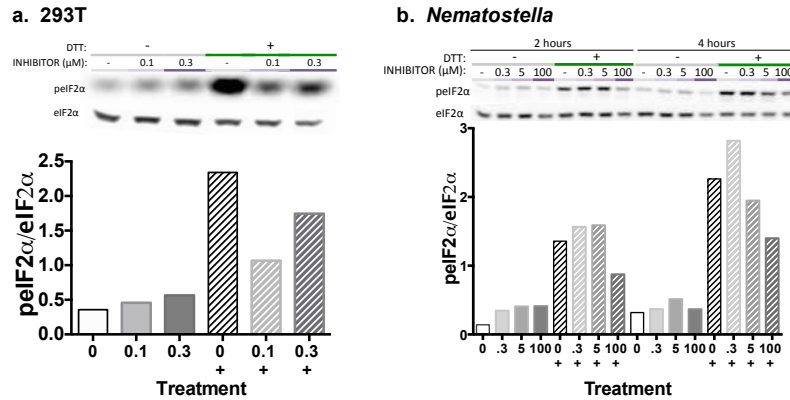 a. 293T
DTT: - +
INHIBITOR (μM): - 0.1 0.3 - 0.1 0.3
peIF2α
eIF2α
peIF2α/eIF2α
2.5
2.0
1.5
1.0
0.5
0.0
0 0.1 0.3 0 0.1 0.3
+ + +
Treatment
b. Nematostella
2 hours 4 hours
DTT: - + - +
INHIBITOR (μM): - 0.3 5 100 - 0.3 5 100 - 0.3 5 100 - 0.3 5 100
peIF2α
eIF2α
peIF2α/eIF2α
3
2
1
0
0 .3 5 100 0 .3 5 100 0 .3 5 100 0 .3 5 100
+ + + + + + + +
Treatment